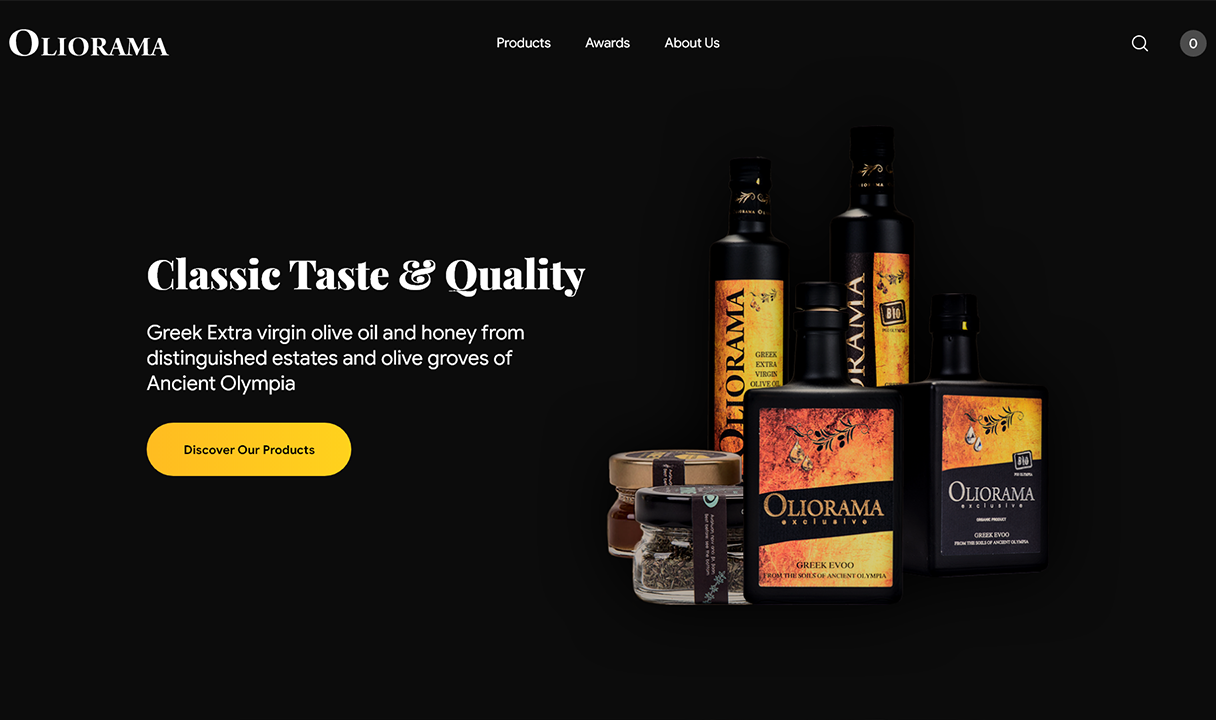 OLIORAMA
Products
Awards
About Us
0
Classic Taste & Quality
Greek Extra virgin olive oil and honey from
distinguished estates and olive groves of
Ancient Olympia
Discover Our Products
OLIORAMA
GREEK
EXTRA
VIRGIN
OLIVE OIL
BIO
OLIORAMA
exclusive
GREEK EVOO
FROM THE SOILS OF ANCIENT OLYMPIA
BIO
OLIORAMA
exclusive
ORGANIC PRODUCT
GREEK EVOO
FROM THE SOILS OF ANCIENT OLYMPIA